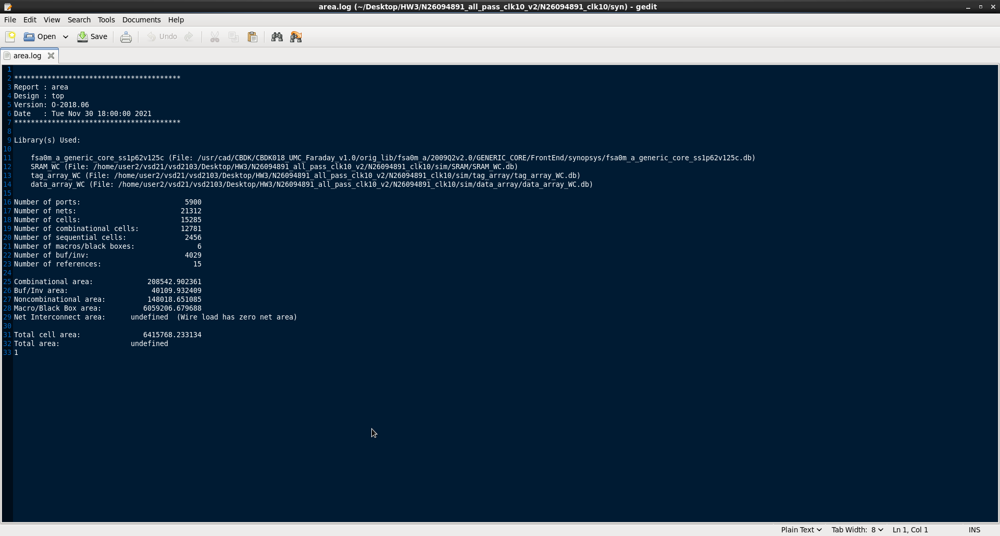 area.log (~/Desktop/HW3/N26094891_all_pass_clk10_v2/N26094891_clk10/syn) - gedit
File Edit View Search Tools Documents Help
Open Save Undo
area.log
1
2 ****************************************
3 Report : area
4 Design : top
5 Version: O-2018.06
6 Date   : Tue Nov 30 18:00:00 2021
7 ****************************************
8
9 Library(s) Used:
10
11     fsa0m_a_generic_core_ss1p62v125c (File: /usr/cad/CBDK/CBDK018_UMC_Faraday_v1.0/orig_lib/fsa0m_a/2009Q2v2.0/GENERIC_CORE/FrontEnd/synopsys/fsa0m_a_generic_core_ss1p62v125c.db)
12     SRAM_WC (File: /home/user2/vsd21/vsd2103/Desktop/HW3/N26094891_all_pass_clk10_v2/N26094891_clk10/sim/SRAM/SRAM_WC.db)
13     tag_array_WC (File: /home/user2/vsd21/vsd2103/Desktop/HW3/N26094891_all_pass_clk10_v2/N26094891_clk10/sim/tag_array/tag_array_WC.db)
14     data_array_WC (File: /home/user2/vsd21/vsd2103/Desktop/HW3/N26094891_all_pass_clk10_v2/N26094891_clk10/sim/data_array/data_array_WC.db)
15
16 Number of ports:                         5900
17 Number of nets:                         21312
18 Number of cells:                        15285
19 Number of combinational cells:          12781
20 Number of sequential cells:              2456
21 Number of macros/black boxes:               6
22 Number of buf/inv:                       4029
23 Number of references:                      15
24
25 Combinational area:             208542.902361
26 Buf/Inv area:                    40109.932409
27 Noncombinational area:          148018.651085
28 Macro/Black Box area:          6059206.679688
29 Net Interconnect area:      undefined  (Wire load has zero net area)
30
31 Total cell area:               6415768.233134
32 Total area:                 undefined
33 1
Plain Text Tab Width: 8 Ln 1, Col 1 INS